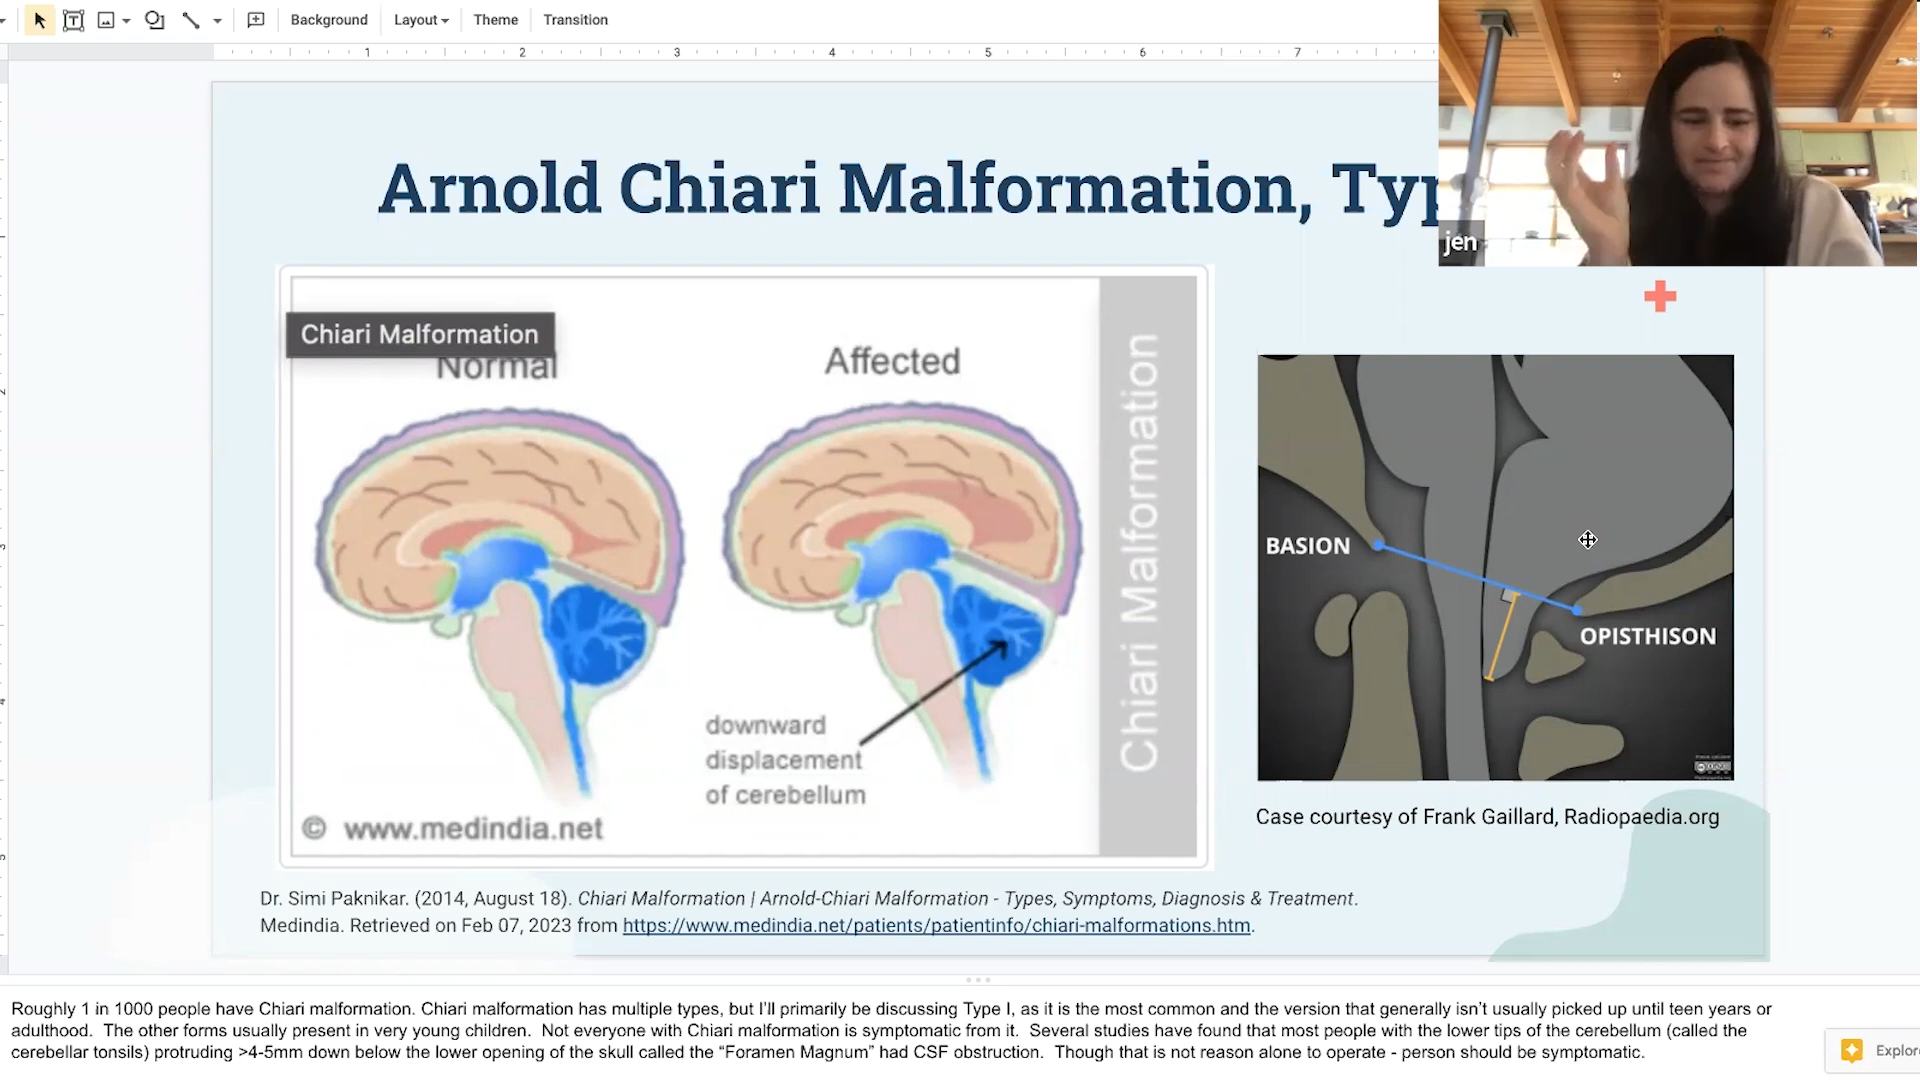 Background
Layout
Theme
Transition
1 2 3 4 5 6 7
Arnold Chiari Malformation, Typ
jen
Chiari Malformation
Normal
Affected
Chiari Malformation
downward
displacement
of cerebellum
© www.medindia.net
BASION
OPISTHISON
Case courtesy of Frank Gaillard, Radiopaedia.org
Dr. Simi Paknikar. (2014, August 18). Chiari Malformation | Arnold-Chiari Malformation - Types, Symptoms, Diagnosis & Treatment.
Medindia. Retrieved on Feb 07, 2023 from https://www.medindia.net/patients/patientinfo/chiari-malformations.htm.
Roughly 1 in 1000 people have Chiari malformation. Chiari malformation has multiple types, but I'll primarily be discussing Type I, as it is the most common and the version that generally isn't usually picked up until teen years or
adulthood. The other forms usually present in very young children. Not everyone with Chiari malformation is symptomatic from it. Several studies have found that most people with the lower tips of the cerebellum (called the
cerebellar tonsils) protruding >4-5mm down below the lower opening of the skull called the “Foramen Magnum” had CSF obstruction. Though that is not reason alone to operate - person should be symptomatic.
Explore